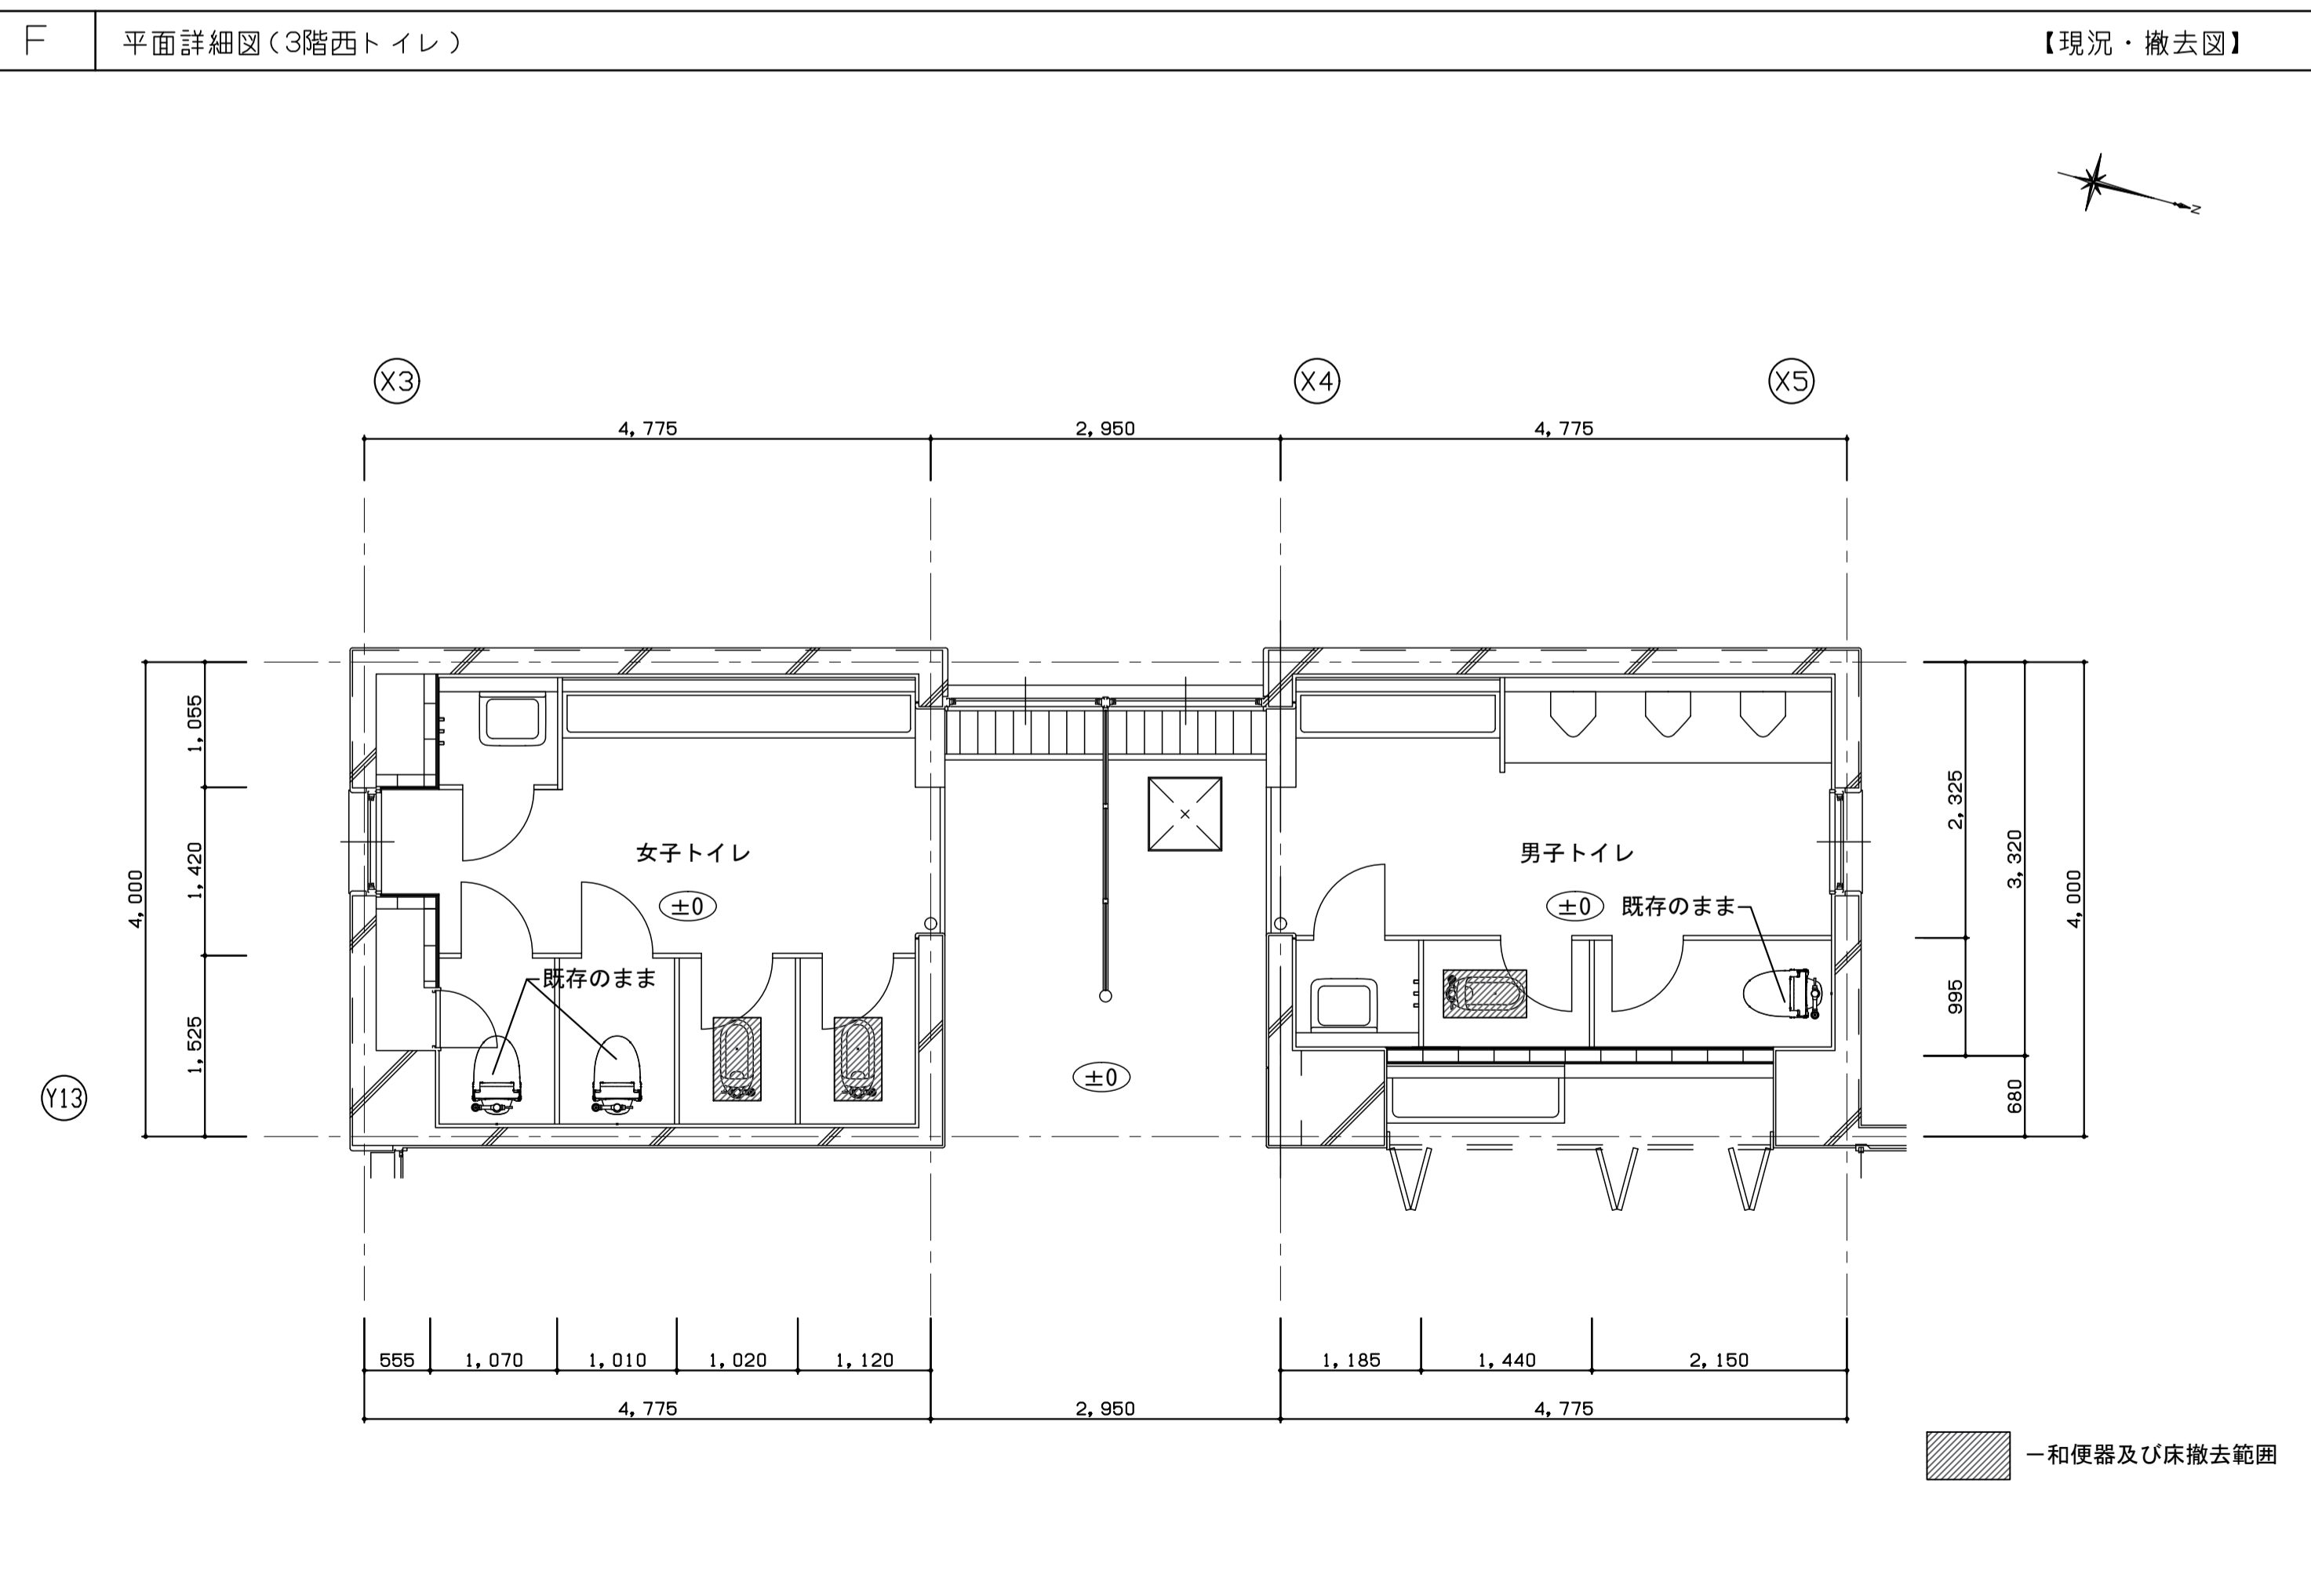 F 平面詳細図(3階西トイレ) 【現況・撤去図】
N
X3 X4 X5
4,775 2,950 4,775
1,055
1,420
1,525
4,000
Y13
女子トイレ
±0
既存のまま
±0
男子トイレ
±0 既存のまま
2,325
995
3,320
680
4,000
555 1,070 1,010 1,020 1,120 1,185 1,440 2,150
4,775 2,950 4,775
和便器及び床撤去範囲